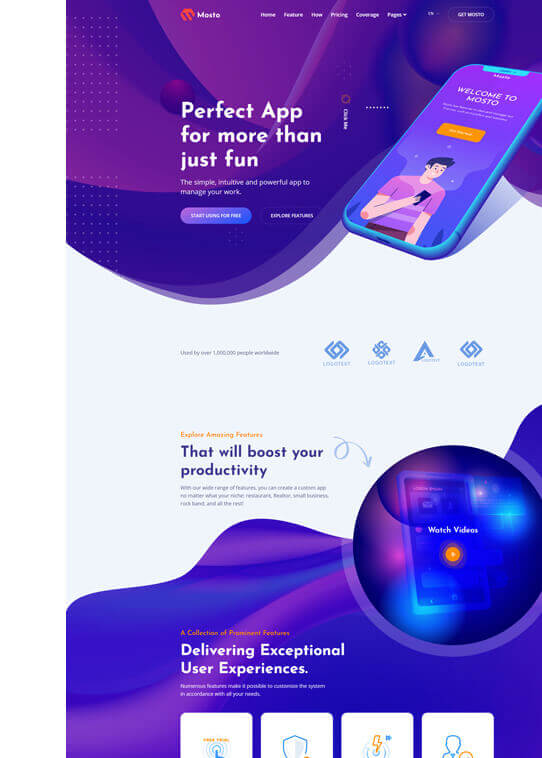 Mosto
Home Feature How Pricing Coverage Pages
EN
GET MOSTO
Mosto
WELCOME TO
MOSTO
Perfect App
for more than
just fun
Click Me
The simple, intuitive and powerful app to
manage your work.
START USING FOR FREE
EXPLORE FEATURES
Used by over 1,000,000 people worldwide
LOGOTEXT
LOGOTEXT
LOGOTEXT
LOGOTEXT
Explore Amazing Features
That will boost your
productivity
With our wide range of features, you can create a custom app
no matter what your niche: restaurant, Realtor, small business,
rock band, and all the rest!
LOREM IPSUM
Watch Videos
A Collection of Prominent Features
Delivering Exceptional
User Experiences.
Numerous features make it possible to customize the system
in accordance with all your needs.
FREE TRIAL